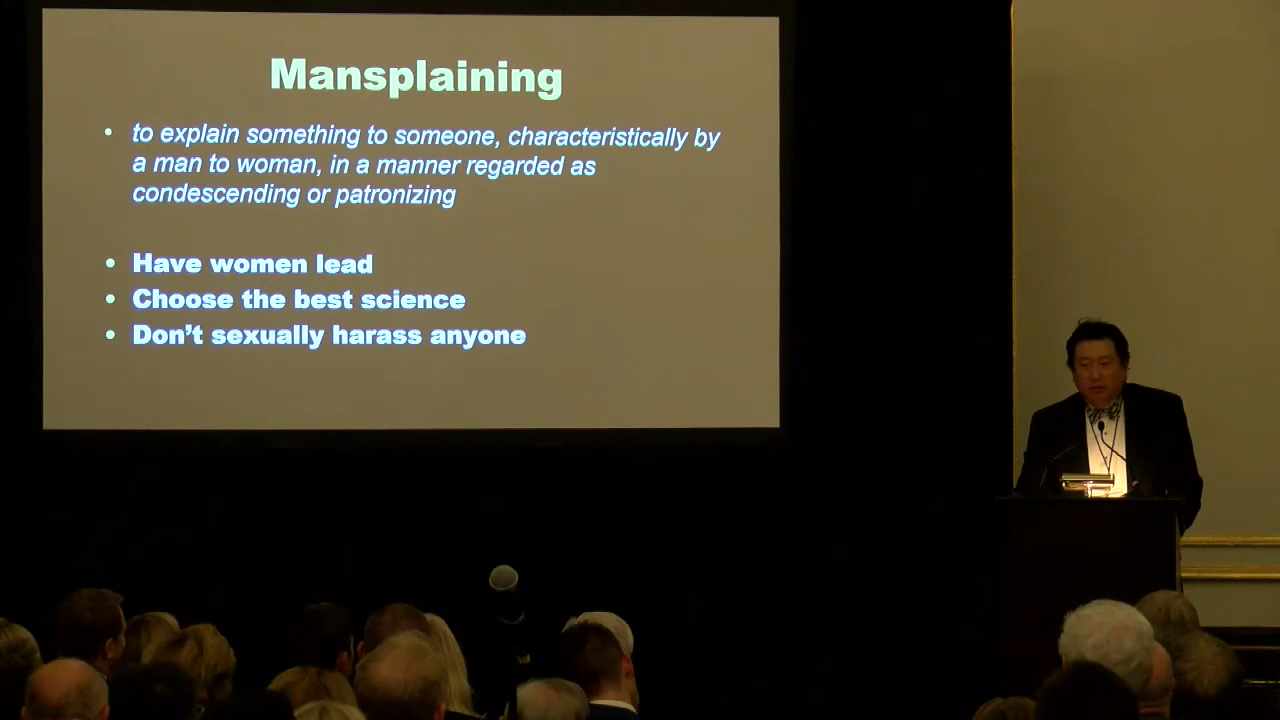 Mansplaining
• to explain something to someone, characteristically by
a man to woman, in a manner regarded as
condescending or patronizing
• Have women lead
• Choose the best science
• Don't sexually harass anyone